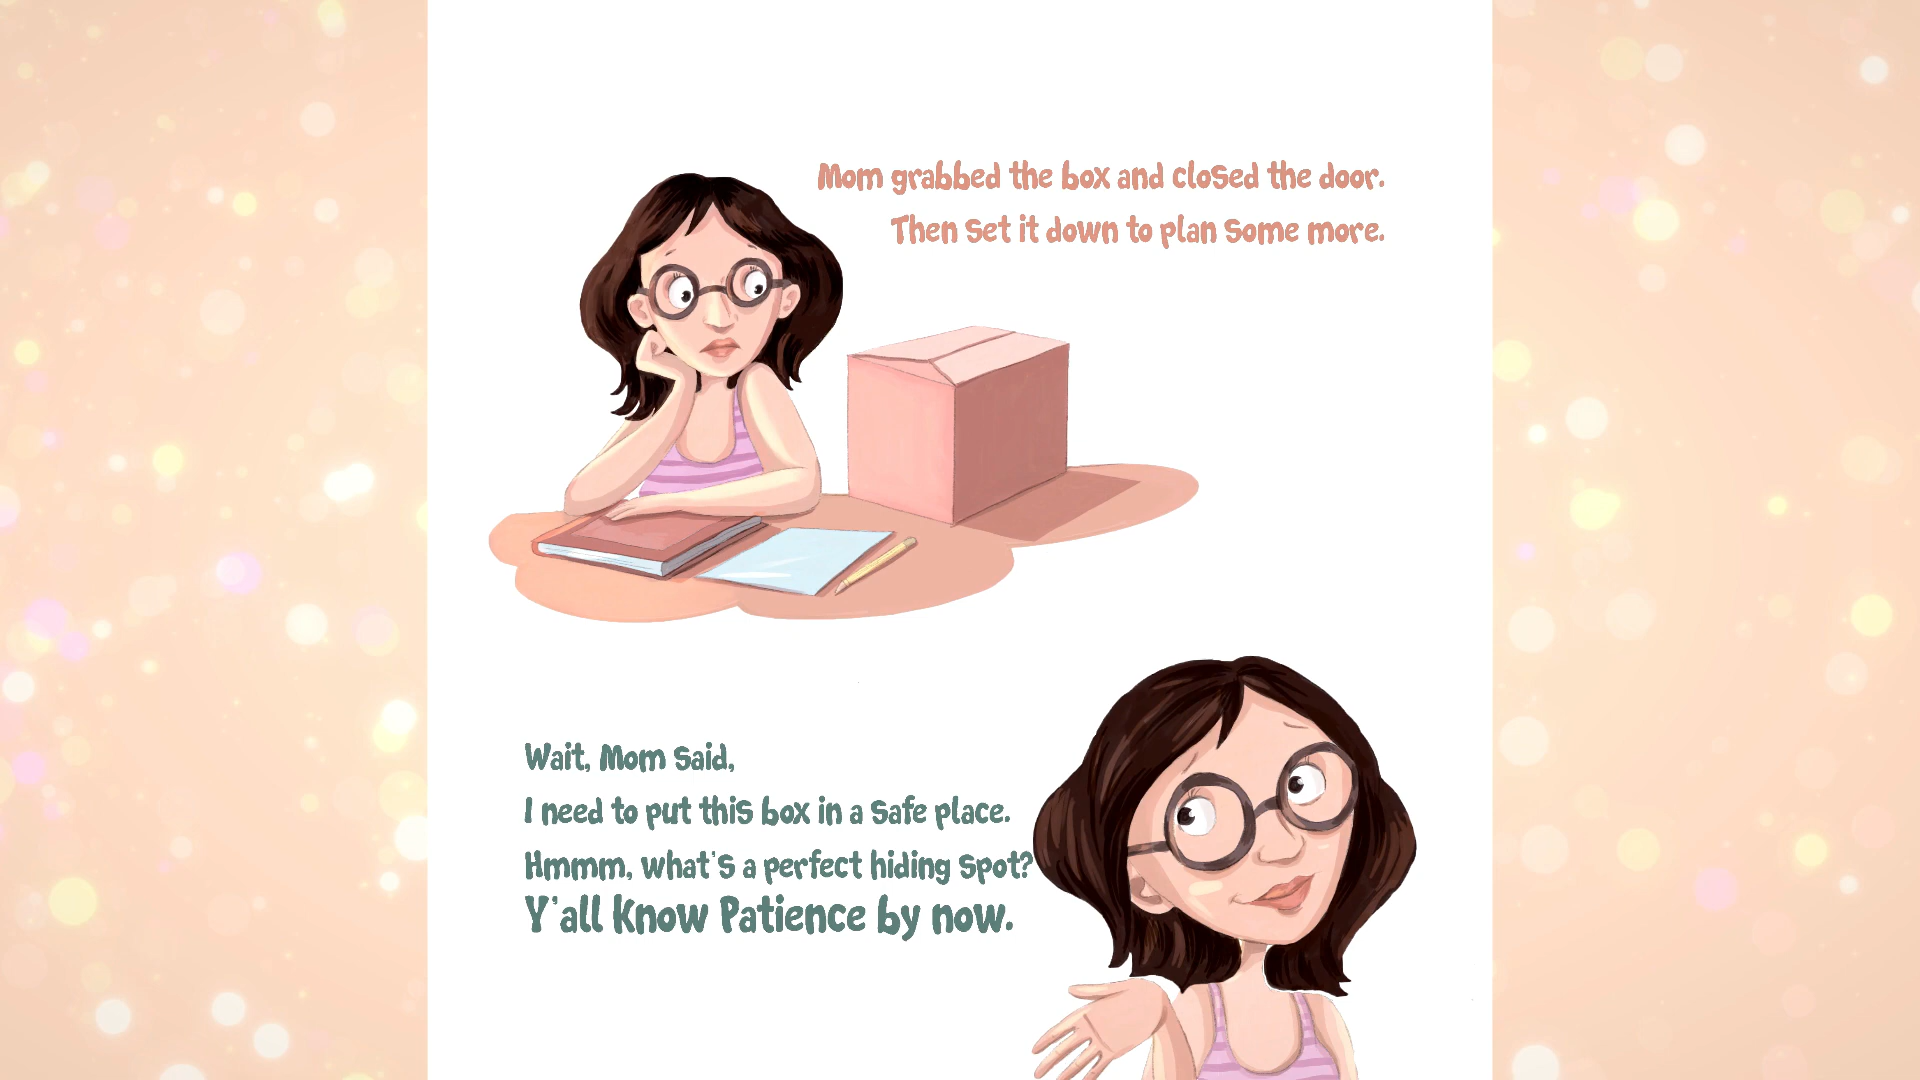 Mom grabbed the box and closed the door.
Then set it down to plan some more.
Wait, Mom said,
I need to put this box in a safe place.
Hmmm, what's a perfect hiding spot?
Y'all know Patience by now.